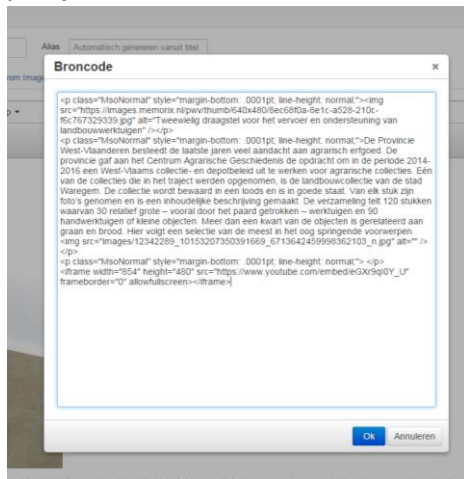 Alias Automatisch genereren vanuit titel
Broncode ×
from Image
<p class="MsoNormal" style="margin-bottom: .0001pt; line-height: normal;"><img
src="https://images.memorix.nl/pwv/thumb/640x480/8ec68f0a-8e1c-a528-210c-
f6c767329339.jpg" alt="Tweewielig draagstel voor het vervoer en ondersteuning van
landbouwwerktuigen" /></p>
<p class="MsoNormal" style="margin-bottom: .0001pt; line-height: normal;">De Provincie
West-Vlaanderen besteedt de laatste jaren veel aandacht aan agrarisch erfgoed. De
provincie gaf aan het Centrum Agrarische Geschiedenis de opdracht om in de periode 2014-
2016 een West-Vlaams collectie- en depotbeleid uit te werken voor agrarische collecties. Eén
van de collecties die in het traject werden opgenomen, is de landbouwcollectie van de stad
Waregem. De collectie wordt bewaard in een loods en is in goede staat. Van elk stuk zijn
foto's genomen en is een inhoudelijke beschrijving gemaakt. De verzameling telt 120 stukken
waarvan 30 relatief grote – vooral door het paard getrokken – werktuigen en 90
handwerktuigen of kleine objecten. Meer dan een kwart van de objecten is gerelateerd aan
graan en brood. Hier volgt een selectie van de meest in het oog springende voorwerpen.
<img src="images/12342289_10153207350391669_6713642459998362103_n.jpg" alt="" />
</p>
<p class="MsoNormal" style="margin-bottom: .0001pt; line-height: normal;"> </p>
<iframe width="854" height="480" src="https://www.youtube.com/embed/eGXr9qI0Y_U"
frameborder="0" allowfullscreen></iframe>
Ok Annuleren